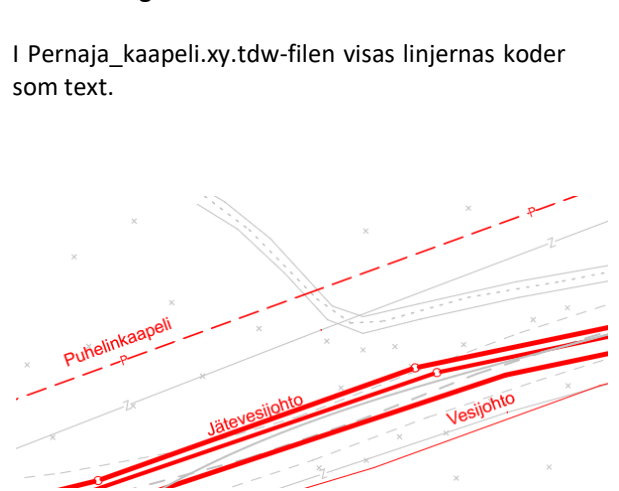 I Pernaja_kaapeli.xy.tdw-filen visas linjernas koder
som text.
P
Z
Puhelinkaapeli
P
Z
Jätevesijohto
Vesijohto
Z